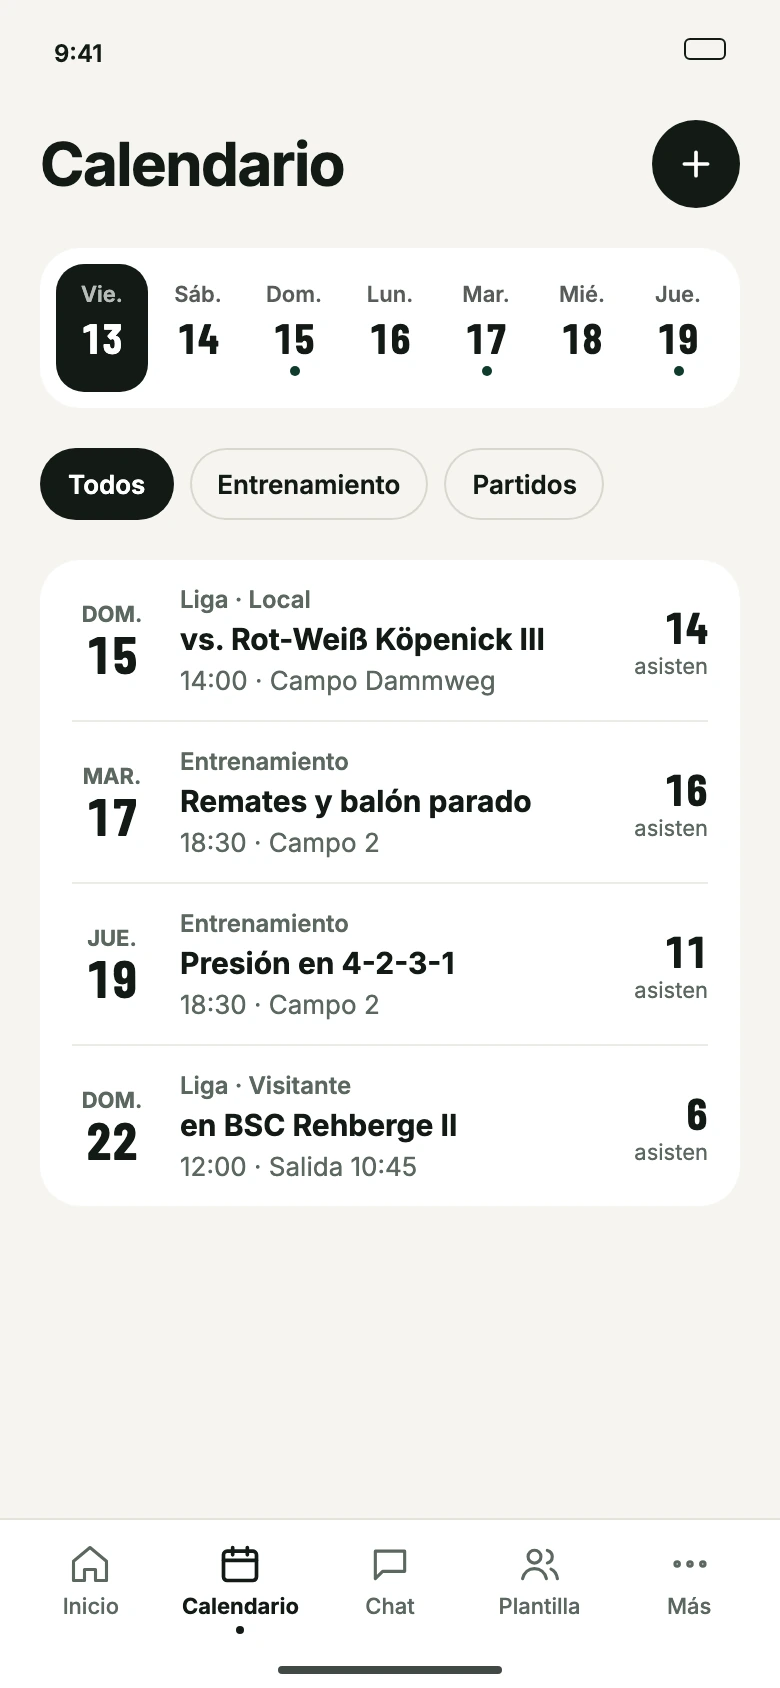 9:41
Calendario
Vie. Sáb. Dom. Lun. Mar. Mié. Jue.
13 14 15 16 17 18 19
Todos Entrenamiento Partidos
DOM.
15
Liga · Local
vs. Rot-Weiß Köpenick III
14:00 · Campo Dammweg
14
asisten
MAR.
17
Entrenamiento
Remates y balón parado
18:30 · Campo 2
16
asisten
JUE.
19
Entrenamiento
Presión en 4-2-3-1
18:30 · Campo 2
11
asisten
DOM.
22
Liga · Visitante
en BSC Rehberge II
12:00 · Salida 10:45
6
asisten
Inicio Calendario Chat Plantilla Más